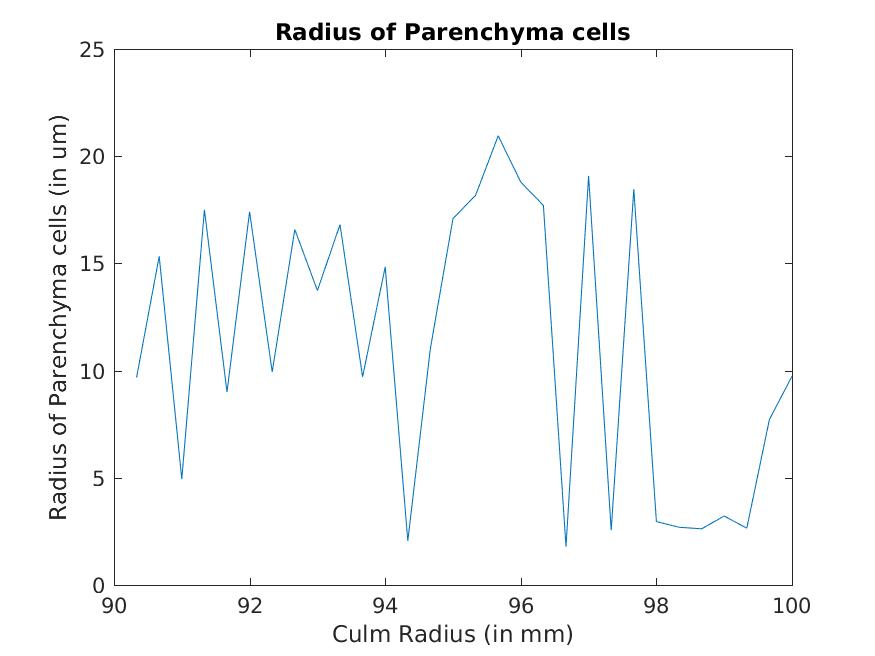 Radius of Parenchyma cells
25
20
15
10
5
0
Radius of Parenchyma cells (in um)
90 92 94 96 98 100
Culm Radius (in mm)